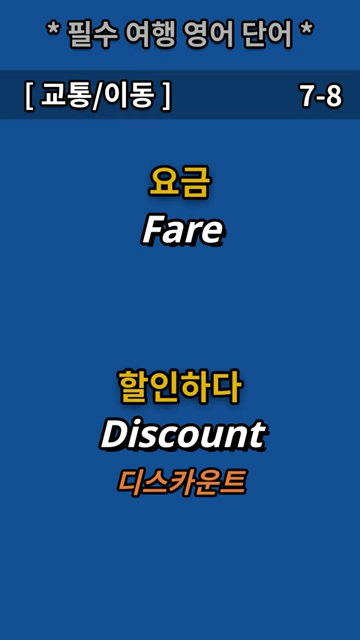 * 필수 여행 영어 단어 *
[ 교통/이동 ] 7-8
요금
Fare
할인하다
Discount
디스카운트